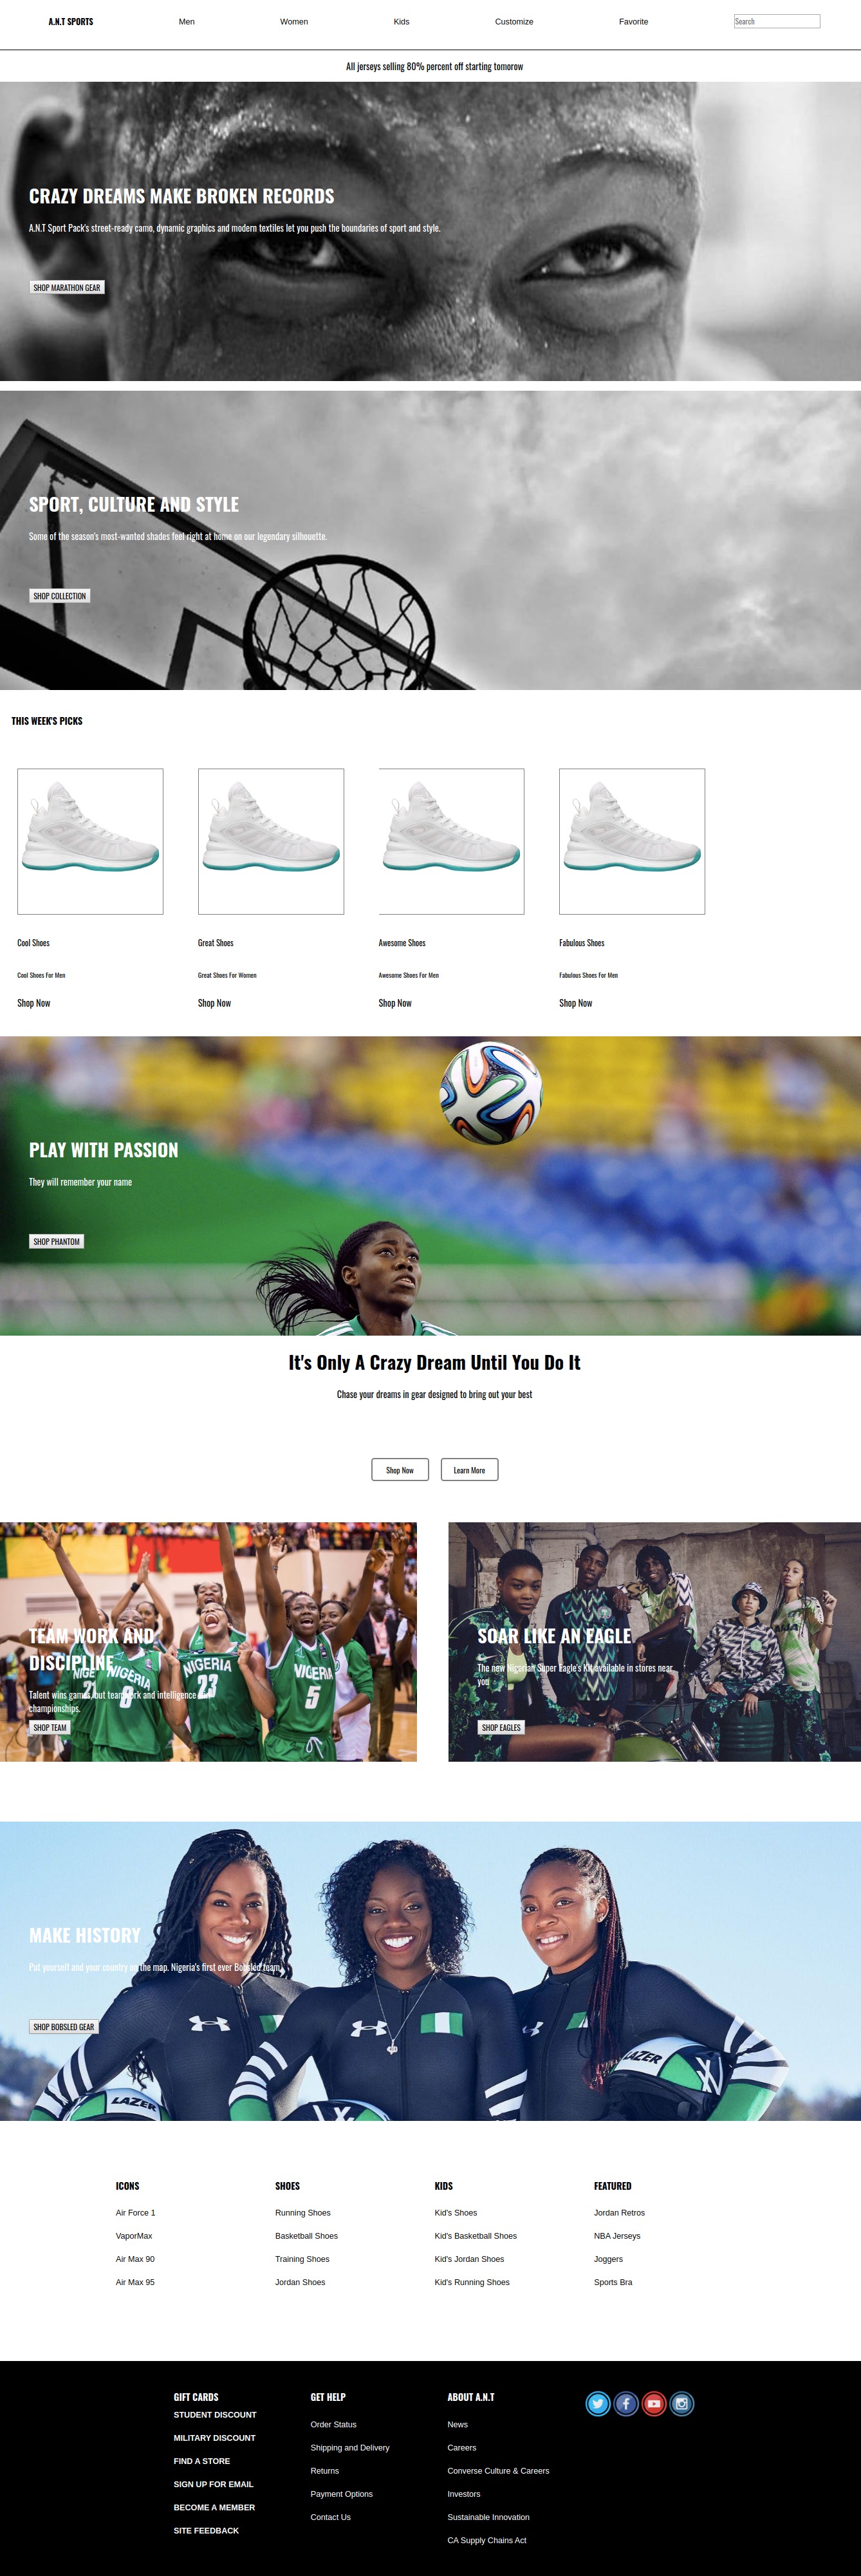 A.N.T SPORTS
Men
Women
Kids
Customize
Favorite
Search
All jerseys selling 80% percent off starting tomorow
CRAZY DREAMS MAKE BROKEN RECORDS
A.N.T Sport Pack's street-ready camo, dynamic graphics and modern textiles let you push the boundaries of sport and style.
SHOP MARATHON GEAR
SPORT, CULTURE AND STYLE
Some of the season's most-wanted shades feel right at home on our legendary silhouette.
SHOP COLLECTION
THIS WEEK'S PICKS
Cool Shoes
Cool Shoes For Men
Shop Now
Great Shoes
Great Shoes For Women
Shop Now
Awesome Shoes
Awesome Shoes For Men
Shop Now
Fabulous Shoes
Fabulous Shoes For Men
Shop Now
PLAY WITH PASSION
They will remember your name
SHOP PHANTOM
It's Only A Crazy Dream Until You Do It
Chase your dreams in gear designed to bring out your best
Shop Now
Learn More
TEAM WORK AND
DISCIPLINE
Talent wins games, but teamwork and intelligence win
championships.
SHOP TEAM
NIGERIA
23
NIGERIA
NIGERIA
5
SOAR LIKE AN EAGLE
The new Nigerian Super Eagle's Kit available in stores near
you
SHOP EAGLES
MAKE HISTORY
Put yourself and your country on the map. Nigeria's first ever Bobsled team.
SHOP BOBSLED GEAR
LAZER
LAZER
ICONS
Air Force 1
VaporMax
Air Max 90
Air Max 95
SHOES
Running Shoes
Basketball Shoes
Training Shoes
Jordan Shoes
KIDS
Kid's Shoes
Kid's Basketball Shoes
Kid's Jordan Shoes
Kid's Running Shoes
FEATURED
Jordan Retros
NBA Jerseys
Joggers
Sports Bra
GIFT CARDS
STUDENT DISCOUNT
MILITARY DISCOUNT
FIND A STORE
SIGN UP FOR EMAIL
BECOME A MEMBER
SITE FEEDBACK
GET HELP
Order Status
Shipping and Delivery
Returns
Payment Options
Contact Us
ABOUT A.N.T
News
Careers
Converse Culture & Careers
Investors
Sustainable Innovation
CA Supply Chains Act